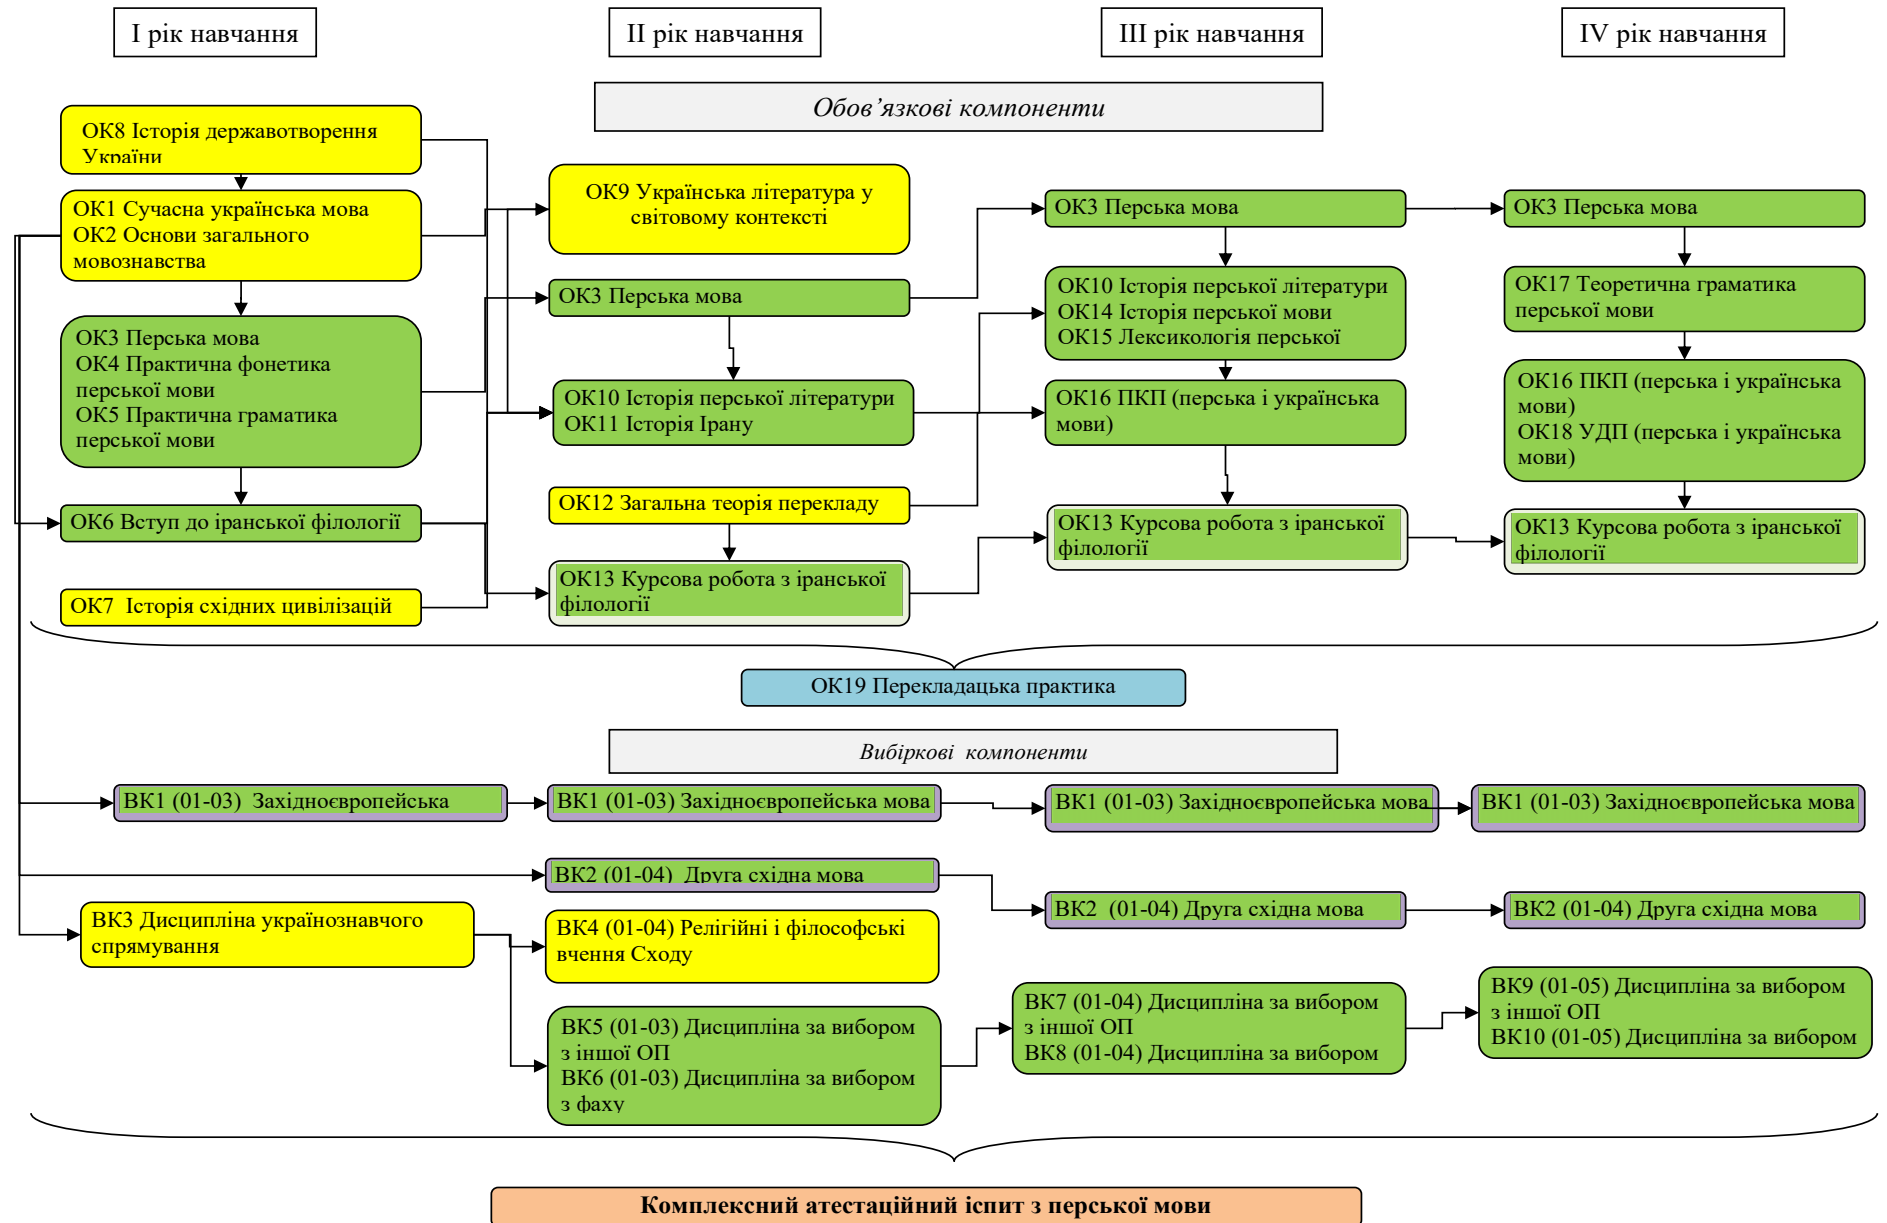 І рік навчання
ІІ рік навчання
ІІІ рік навчання
IV рік навчання
Обов’язкові компоненти
ОК8 Історія державотворення
України
ОК1 Сучасна українська мова
ОК2 Основи загального
мовознавства
ОК3 Перська мова
ОК4 Практична фонетика
перської мови
ОК5 Практична граматика
перської мови
ОК6 Вступ до іранської філології
ОК7 Історія східних цивілізацій
ОК9 Українська література у
світовому контексті
ОК3 Перська мова
ОК10 Історія перської літератури
ОК11 Історія Ірану
ОК12 Загальна теорія перекладу
ОК13 Курсова робота з іранської
філології
ОК3 Перська мова
ОК10 Історія перської літератури
ОК14 Історія перської мови
ОК15 Лексикологія перської
ОК16 ПКП (перська і українська
мови)
ОК13 Курсова робота з іранської
філології
ОК3 Перська мова
ОК17 Теоретична граматика
перської мови
ОК16 ПКП (перська і українська
мови)
ОК18 УДП (перська і українська
мови)
ОК13 Курсова робота з іранської
філології
ОК19 Перекладацька практика
Вибіркові компоненти
ВК1 (01-03) Західноєвропейська
ВК1 (01-03) Західноєвропейська мова
ВК1 (01-03) Західноєвропейська мова
ВК1 (01-03) Західноєвропейська мова
ВК2 (01-04) Друга східна мова
ВК2 (01-04) Друга східна мова
ВК2 (01-04) Друга східна мова
ВК3 Дисципліна українознавчого
спрямування
ВК4 (01-04) Релігійні і філософські
вчення Сходу
ВК5 (01-03) Дисципліна за вибором
з іншої ОП
ВК6 (01-03) Дисципліна за вибором
з фаху
ВК7 (01-04) Дисципліна за вибором
з іншої ОП
ВК8 (01-04) Дисципліна за вибором
ВК9 (01-05) Дисципліна за вибором
з іншої ОП
ВК10 (01-05) Дисципліна за вибором
Комплексний атестаційний іспит з перської мови